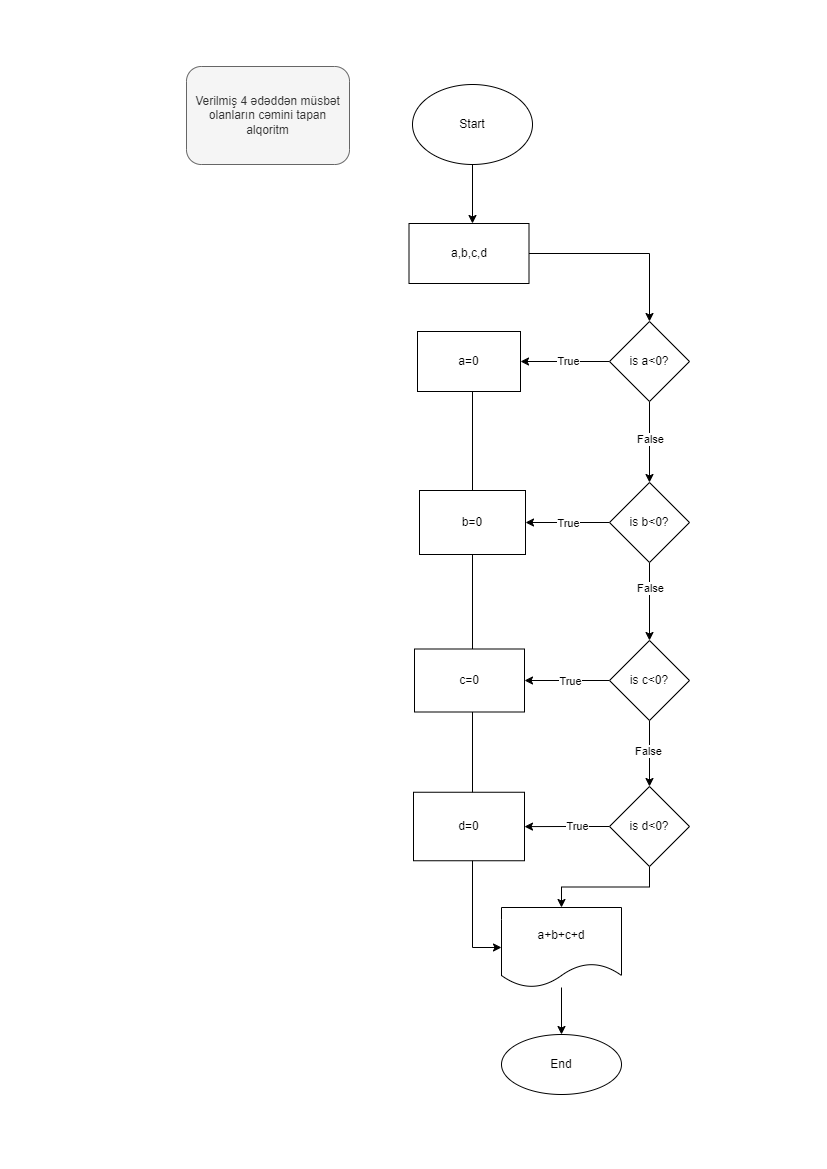 Verilmiş 4 ədəddən müsbət
olanların cəmini tapan
alqoritm
Start
a,b,c,d
a=0
True
is a<0?
False
b=0
True
is b<0?
False
c=0
True
is c<0?
False
d=0
True
is d<0?
a+b+c+d
End